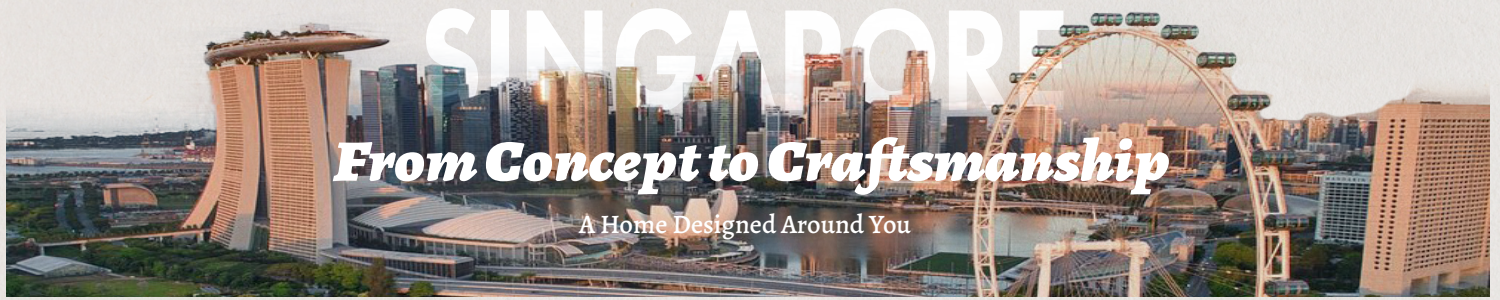 SINGAPORE
From Concept to Craftsmanship
A Home Designed Around You